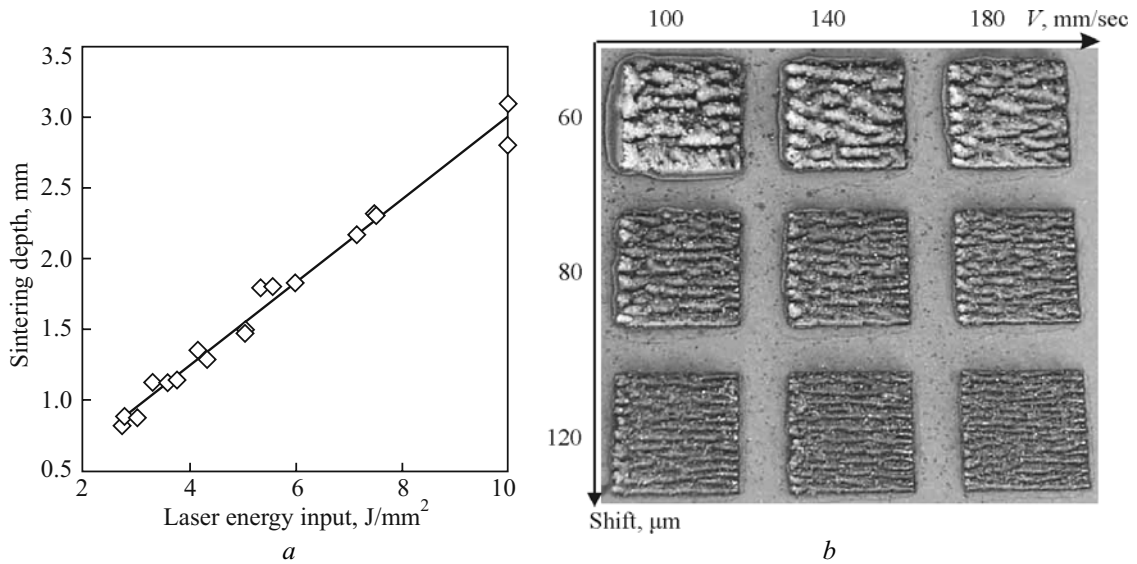 3.5
3.0
2.5
2.0
1.5
1.0
0.5
Sintering depth, mm
2 4 6 8 10
Laser energy input, J/mm²
a
100 140 180 V, mm/sec
60
80
120
Shift, μm
b